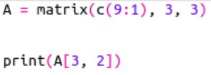 A = matrix(c(9:1), 3, 3)
print(A[3, 2])